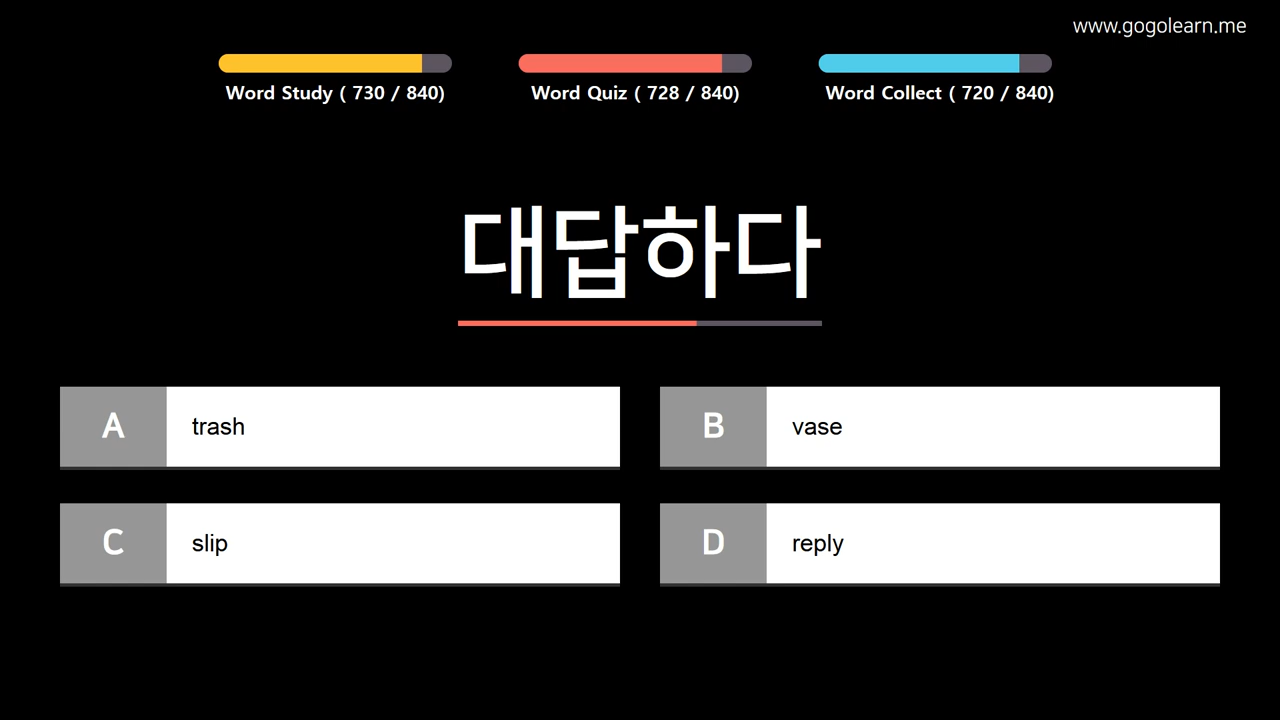 www.gogolearn.me
Word Study ( 730 / 840)
Word Quiz ( 728 / 840)
Word Collect ( 720 / 840)
대답하다
A trash
B vase
C slip
D reply